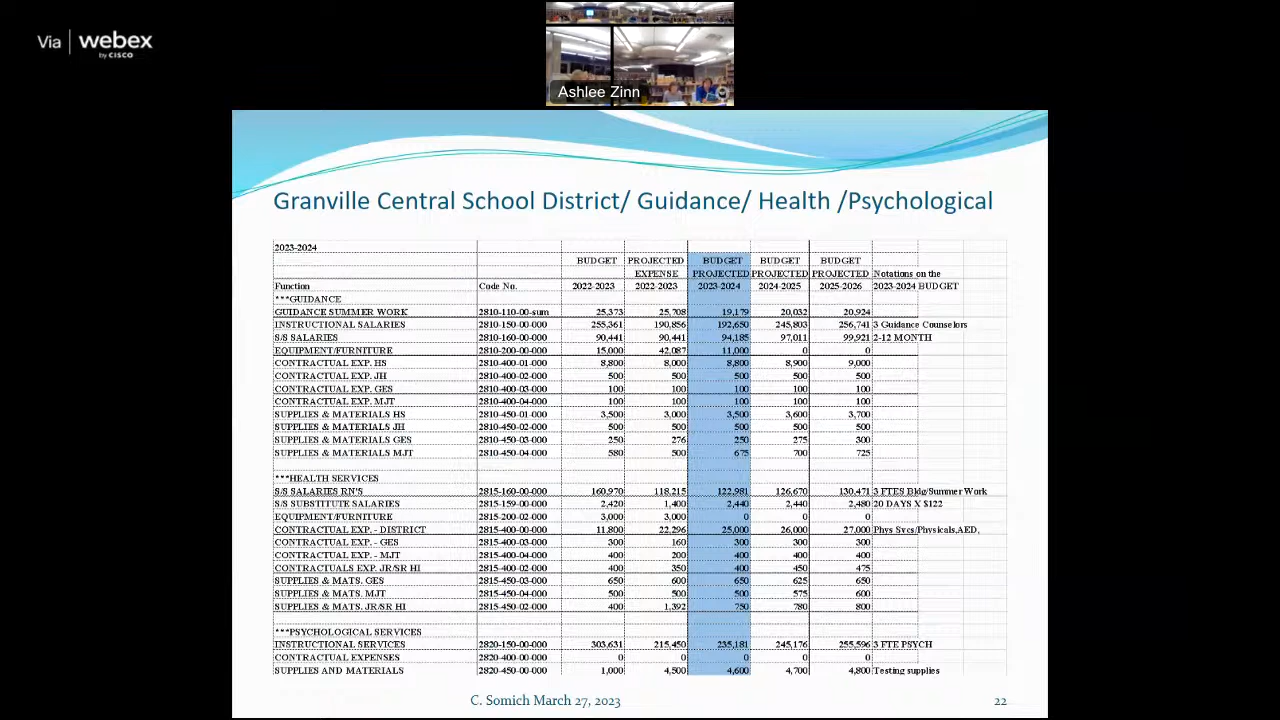 Via webex
by CISCO
Ashlee Zinn
Granville Central School District/ Guidance/ Health /Psychological
2023-2024
BUDGET PROJECTED BUDGET BUDGET BUDGET
EXPENSE PROJECTED PROJECTED PROJECTED Notations on the
Function Code No. 2022-2023 2022-2023 2023-2024 2024-2025 2025-2026 2023-2024 BUDGET
***GUIDANCE
GUIDANCE SUMMER WORK 2810-110-00-sum 25,373 25,708 19,179 20,032 20,924
INSTRUCTIONAL SALARIES 2810-150-00-000 255,361 190,856 192,650 245,803 256,741 3 Guidance Counselors
S/S SALARIES 2810-160-00-000 90,441 90,441 94,185 97,011 99,921 2-12 MONTH
EQUIPMENT/FURNITURE 2810-200-00-000 15,000 42,087 11,000 0 0
CONTRACTUAL EXP. HS 2810-400-01-000 8,800 8,000 8,800 8,900 9,000
CONTRACTUAL EXP. JH 2810-400-02-000 500 500 500 500 500
CONTRACTUAL EXP. GES 2810-400-03-000 100 100 100 100 100
CONTRACTUAL EXP. MJT 2810-400-04-000 100 100 100 100 100
SUPPLIES & MATERIALS HS 2810-450-01-000 3,500 3,000 3,500 3,600 3,700
SUPPLIES & MATERIALS JH 2810-450-02-000 500 500 500 500 500
SUPPLIES & MATERIALS GES 2810-450-03-000 250 276 250 275 300
SUPPLIES & MATERIALS MJT 2810-450-04-000 580 500 675 700 725
***HEALTH SERVICES
S/S SALARIES RN'S 2815-160-00-000 160,970 118,215 122,981 126,670 130,471 3 FTES Bldg/Summer Work
S/S SUBSTITUTE SALARIES 2815-159-00-000 2,420 1,400 2,440 2,440 2,480 20 DAYS X $122
EQUIPMENT/FURNITURE 2815-200-02-000 3,000 3,000 0 0 0
CONTRACTUAL EXP. - DISTRICT 2815-400-00-000 11,800 22,296 25,000 26,000 27,000 Phys Svcs/Physicals,AED,
CONTRACTUAL EXP. - GES 2815-400-03-000 300 160 300 300 300
CONTRACTUAL EXP. - MJT 2815-400-04-000 400 200 400 400 400
CONTRACTUALS EXP. JR/SR HI 2815-400-02-000 400 350 400 450 475
SUPPLIES & MATS. GES 2815-450-03-000 650 600 650 625 650
SUPPLIES & MATS. MJT 2815-450-04-000 500 500 500 575 600
SUPPLIES & MATS. JR/SR HI 2815-450-02-000 400 1,392 750 780 800
***PSYCHOLOGICAL SERVICES
INSTRUCTIONAL SERVICES 2820-150-00-000 303,631 215,450 235,181 245,176 255,596 3 FTE PSYCH
CONTRACTUAL EXPENSES 2820-400-00-000 0 0 0 0 0
SUPPLIES AND MATERIALS 2820-450-00-000 1,000 4,500 4,600 4,700 4,800 Testing supplies
C. Somich March 27, 2023 22